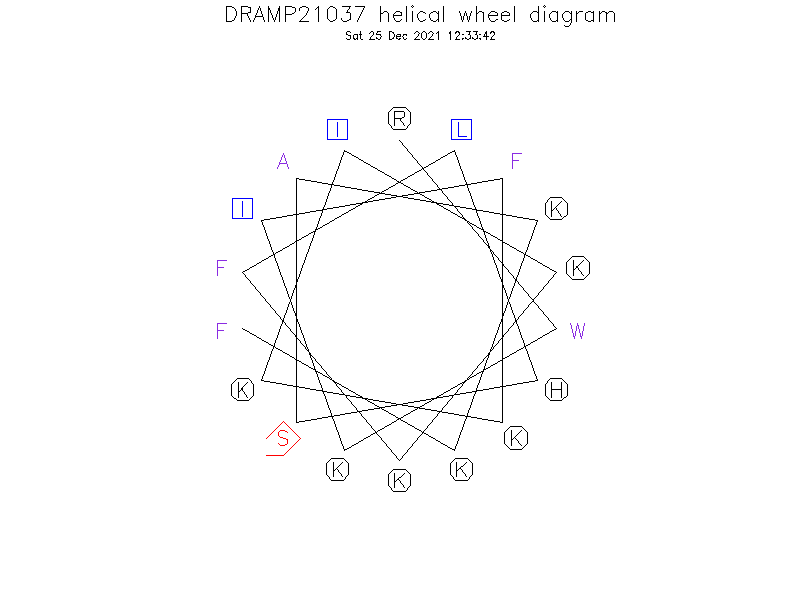 DRAMP21037 helical wheel diagram
Sat 25 Dec 2021 12:33:42
R
I L
A F
I K
F K
F W
K H
S K
K K
K